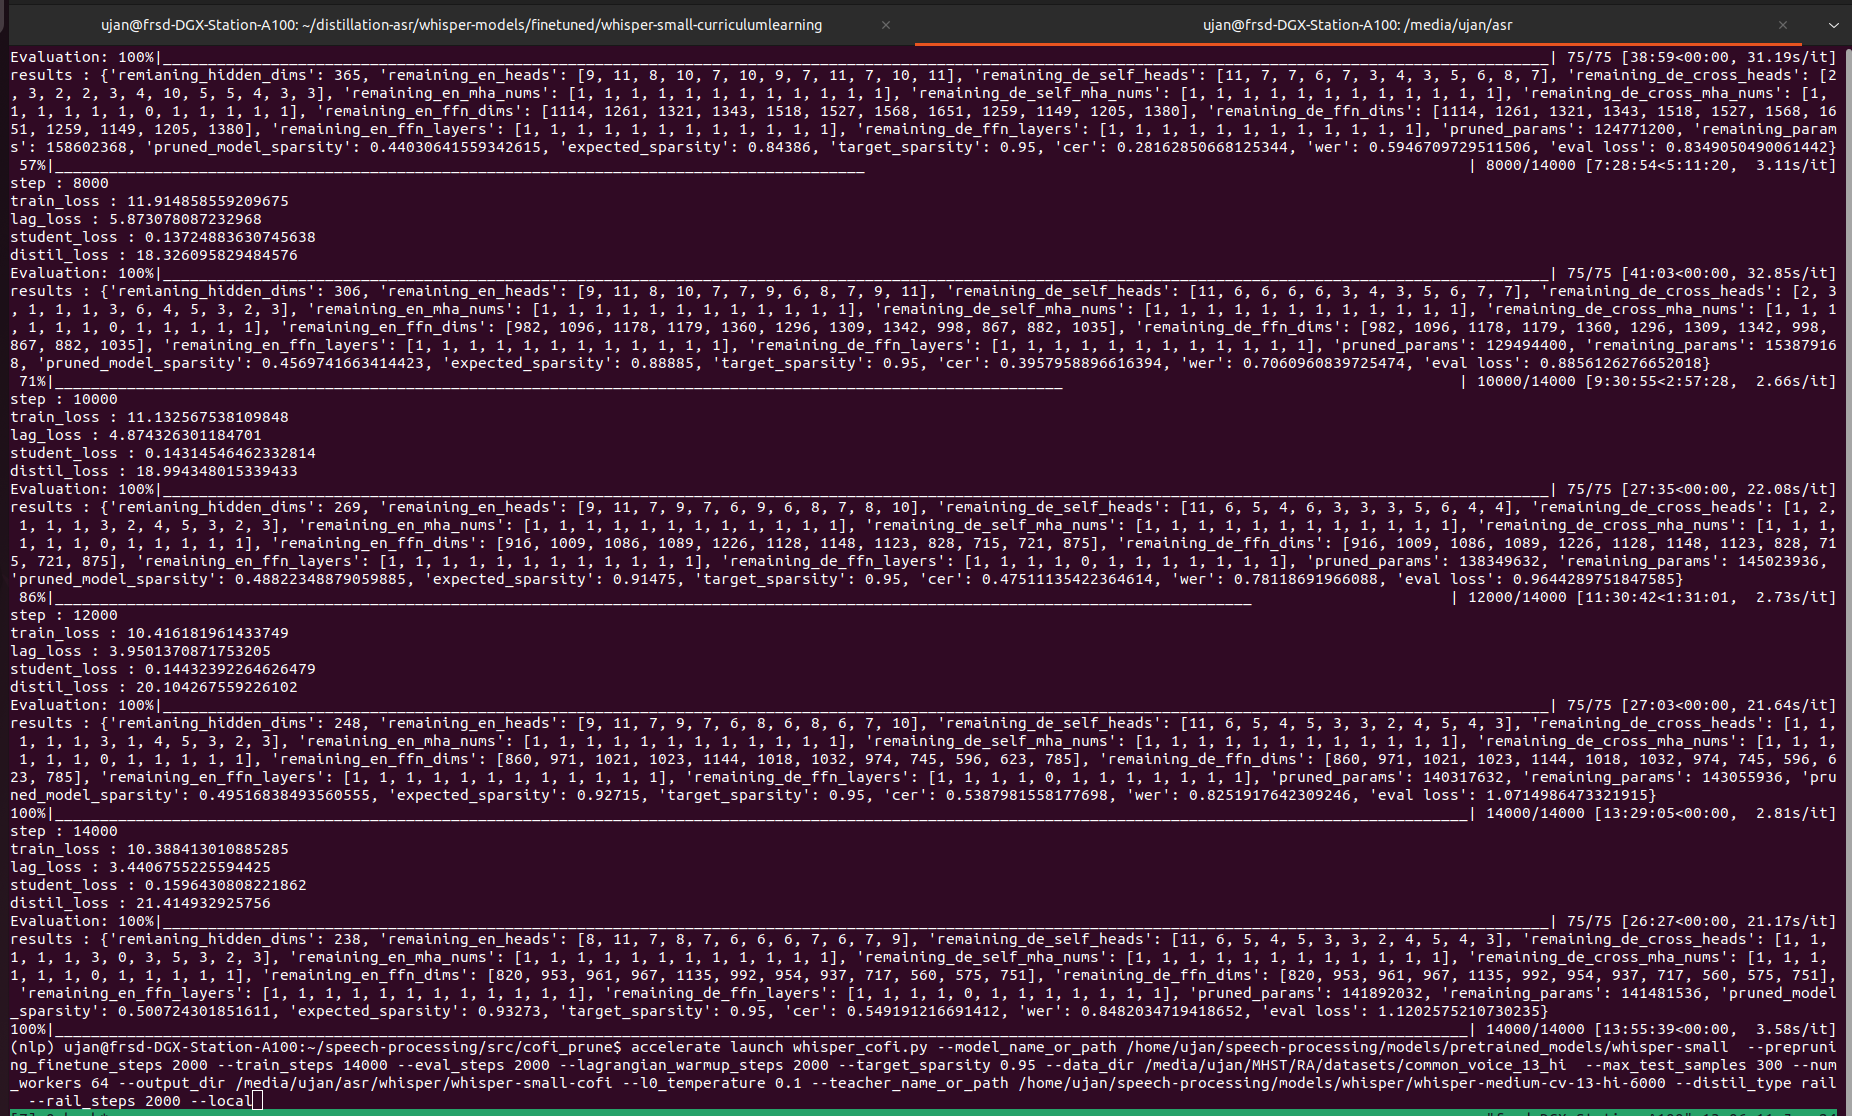 ujan@frsd-DGX-Station-A100: ~/distillation-asr/whisper-models/finetuned/whisper-small-curriculumlearning × ujan@frsd-DGX-Station-A100: /media/ujan/asr ×
Evaluation: 100%|| 75/75 [38:59<00:00, 31.19s/it]
results : {'remianing_hidden_dims': 365, 'remaining_en_heads': [9, 11, 8, 10, 7, 10, 9, 7, 11, 7, 10, 11], 'remaining_de_self_heads': [11, 7, 7, 6, 7, 3, 4, 3, 5, 6, 8, 7], 'remaining_de_cross_heads': [2
, 3, 2, 2, 3, 4, 10, 5, 5, 4, 3, 3], 'remaining_en_mha_nums': [1, 1, 1, 1, 1, 1, 1, 1, 1, 1, 1, 1], 'remaining_de_self_mha_nums': [1, 1, 1, 1, 1, 1, 1, 1, 1, 1, 1, 1], 'remaining_de_cross_mha_nums': [1,
1, 1, 1, 1, 1, 0, 1, 1, 1, 1, 1], 'remaining_en_ffn_dims': [1114, 1261, 1321, 1343, 1518, 1527, 1568, 1651, 1259, 1149, 1205, 1380], 'remaining_de_ffn_dims': [1114, 1261, 1321, 1343, 1518, 1527, 1568, 16
51, 1259, 1149, 1205, 1380], 'remaining_en_ffn_layers': [1, 1, 1, 1, 1, 1, 1, 1, 1, 1, 1, 1], 'remaining_de_ffn_layers': [1, 1, 1, 1, 1, 1, 1, 1, 1, 1, 1, 1], 'pruned_params': 124771200, 'remaining_param
s': 158602368, 'pruned_model_sparsity': 0.44030641559342615, 'expected_sparsity': 0.84386, 'target_sparsity': 0.95, 'cer': 0.28162850668125344, 'wer': 0.5946709729511506, 'eval loss': 0.8349050490061442}
57%|| 8000/14000 [7:28:54<5:11:20, 3.11s/it]
step : 8000
train_loss : 11.914858559209675
lag_loss : 5.873078087232968
student_loss : 0.13724883630745638
distil_loss : 18.326095829484576
Evaluation: 100%|| 75/75 [41:03<00:00, 32.85s/it]
results : {'remianing_hidden_dims': 306, 'remaining_en_heads': [9, 11, 8, 10, 7, 7, 9, 6, 8, 7, 9, 11], 'remaining_de_self_heads': [11, 6, 6, 6, 6, 3, 4, 3, 5, 6, 7, 7], 'remaining_de_cross_heads': [2, 3
, 1, 1, 1, 3, 6, 4, 5, 3, 2, 3], 'remaining_en_mha_nums': [1, 1, 1, 1, 1, 1, 1, 1, 1, 1, 1, 1], 'remaining_de_self_mha_nums': [1, 1, 1, 1, 1, 1, 1, 1, 1, 1, 1, 1], 'remaining_de_cross_mha_nums': [1, 1, 1
, 1, 1, 1, 0, 1, 1, 1, 1, 1], 'remaining_en_ffn_dims': [982, 1096, 1178, 1179, 1360, 1296, 1309, 1342, 998, 867, 882, 1035], 'remaining_de_ffn_dims': [982, 1096, 1178, 1179, 1360, 1296, 1309, 1342, 998,
867, 882, 1035], 'remaining_en_ffn_layers': [1, 1, 1, 1, 1, 1, 1, 1, 1, 1, 1, 1], 'remaining_de_ffn_layers': [1, 1, 1, 1, 1, 1, 1, 1, 1, 1, 1, 1], 'pruned_params': 129494400, 'remaining_params': 15387916
8, 'pruned_model_sparsity': 0.4569741663414423, 'expected_sparsity': 0.88885, 'target_sparsity': 0.95, 'cer': 0.3957958896616394, 'wer': 0.7060960839725474, 'eval loss': 0.8856126276652018}
71%|| 10000/14000 [9:30:55<2:57:28, 2.66s/it]
step : 10000
train_loss : 11.132567538109848
lag_loss : 4.874326301184701
student_loss : 0.14314546462332814
distil_loss : 18.994348015339433
Evaluation: 100%|| 75/75 [27:35<00:00, 22.08s/it]
results : {'remianing_hidden_dims': 269, 'remaining_en_heads': [9, 11, 7, 9, 7, 6, 9, 6, 8, 7, 8, 10], 'remaining_de_self_heads': [11, 6, 5, 4, 6, 3, 3, 3, 5, 6, 4, 4], 'remaining_de_cross_heads': [1, 2,
1, 1, 1, 3, 2, 4, 5, 3, 2, 3], 'remaining_en_mha_nums': [1, 1, 1, 1, 1, 1, 1, 1, 1, 1, 1, 1], 'remaining_de_self_mha_nums': [1, 1, 1, 1, 1, 1, 1, 1, 1, 1, 1, 1], 'remaining_de_cross_mha_nums': [1, 1, 1,
1, 1, 1, 0, 1, 1, 1, 1, 1], 'remaining_en_ffn_dims': [916, 1009, 1086, 1089, 1226, 1128, 1148, 1123, 828, 715, 721, 875], 'remaining_de_ffn_dims': [916, 1009, 1086, 1089, 1226, 1128, 1148, 1123, 828, 71
5, 721, 875], 'remaining_en_ffn_layers': [1, 1, 1, 1, 1, 1, 1, 1, 1, 1, 1, 1], 'remaining_de_ffn_layers': [1, 1, 1, 1, 0, 1, 1, 1, 1, 1, 1, 1], 'pruned_params': 138349632, 'remaining_params': 145023936,
'pruned_model_sparsity': 0.48822348879059885, 'expected_sparsity': 0.91475, 'target_sparsity': 0.95, 'cer': 0.47511135422364614, 'wer': 0.78118691966088, 'eval loss': 0.9644289751847585}
86%|| 12000/14000 [11:30:42<1:31:01, 2.73s/it]
step : 12000
train_loss : 10.416181961433749
lag_loss : 3.9501370871753205
student_loss : 0.14432392264626479
distil_loss : 20.104267559226102
Evaluation: 100%|| 75/75 [27:03<00:00, 21.64s/it]
results : {'remianing_hidden_dims': 248, 'remaining_en_heads': [9, 11, 7, 9, 7, 6, 8, 6, 8, 6, 7, 10], 'remaining_de_self_heads': [11, 6, 5, 4, 5, 3, 3, 2, 4, 5, 4, 3], 'remaining_de_cross_heads': [1, 1,
1, 1, 1, 3, 1, 4, 5, 3, 2, 3], 'remaining_en_mha_nums': [1, 1, 1, 1, 1, 1, 1, 1, 1, 1, 1, 1], 'remaining_de_self_mha_nums': [1, 1, 1, 1, 1, 1, 1, 1, 1, 1, 1, 1], 'remaining_de_cross_mha_nums': [1, 1, 1,
1, 1, 1, 0, 1, 1, 1, 1, 1], 'remaining_en_ffn_dims': [860, 971, 1021, 1023, 1144, 1018, 1032, 974, 745, 596, 623, 785], 'remaining_de_ffn_dims': [860, 971, 1021, 1023, 1144, 1018, 1032, 974, 745, 596, 6
23, 785], 'remaining_en_ffn_layers': [1, 1, 1, 1, 1, 1, 1, 1, 1, 1, 1, 1], 'remaining_de_ffn_layers': [1, 1, 1, 1, 0, 1, 1, 1, 1, 1, 1, 1], 'pruned_params': 140317632, 'remaining_params': 143055936, 'pru
ned_model_sparsity': 0.49516838493560555, 'expected_sparsity': 0.92715, 'target_sparsity': 0.95, 'cer': 0.5387981558177698, 'wer': 0.8251917642309246, 'eval loss': 1.0714986473321915}
100%|| 14000/14000 [13:29:05<00:00, 2.81s/it]
step : 14000
train_loss : 10.388413010885285
lag_loss : 3.4406755225594425
student_loss : 0.1596430808221862
distil_loss : 21.414932925756
Evaluation: 100%|| 75/75 [26:27<00:00, 21.17s/it]
results : {'remianing_hidden_dims': 238, 'remaining_en_heads': [8, 11, 7, 8, 7, 6, 6, 6, 7, 6, 7, 9], 'remaining_de_self_heads': [11, 6, 5, 4, 5, 3, 3, 2, 4, 5, 4, 3], 'remaining_de_cross_heads': [1, 1,
1, 1, 1, 3, 0, 3, 5, 3, 2, 3], 'remaining_en_mha_nums': [1, 1, 1, 1, 1, 1, 1, 1, 1, 1, 1, 1], 'remaining_de_self_mha_nums': [1, 1, 1, 1, 1, 1, 1, 1, 1, 1, 1, 1], 'remaining_de_cross_mha_nums': [1, 1, 1,
1, 1, 1, 0, 1, 1, 1, 1, 1], 'remaining_en_ffn_dims': [820, 953, 961, 967, 1135, 992, 954, 937, 717, 560, 575, 751], 'remaining_de_ffn_dims': [820, 953, 961, 967, 1135, 992, 954, 937, 717, 560, 575, 751],
'remaining_en_ffn_layers': [1, 1, 1, 1, 1, 1, 1, 1, 1, 1, 1, 1], 'remaining_de_ffn_layers': [1, 1, 1, 1, 0, 1, 1, 1, 1, 1, 1, 1], 'pruned_params': 141892032, 'remaining_params': 141481536, 'pruned_model
_sparsity': 0.500724301851611, 'expected_sparsity': 0.93273, 'target_sparsity': 0.95, 'cer': 0.549191216691412, 'wer': 0.8482034719418652, 'eval loss': 1.1202575210730235}
100%|| 14000/14000 [13:55:39<00:00, 3.58s/it]
(nlp) ujan@frsd-DGX-Station-A100:~/speech-processing/src/cofi_prune$ accelerate launch whisper_cofi.py --model_name_or_path /home/ujan/speech-processing/models/pretrained_models/whisper-small --prepruni
ng_finetune_steps 2000 --train_steps 14000 --eval_steps 2000 --lagrangian_warmup_steps 2000 --target_sparsity 0.95 --data_dir /media/ujan/MHST/RA/datasets/common_voice_13_hi --max_test_samples 300 --num
_workers 64 --output_dir /media/ujan/asr/whisper/whisper-small-cofi --l0_temperature 0.1 --teacher_name_or_path /home/ujan/speech-processing/models/whisper/whisper-medium-cv-13-hi-6000 --distil_type rail
--rail_steps 2000 --local